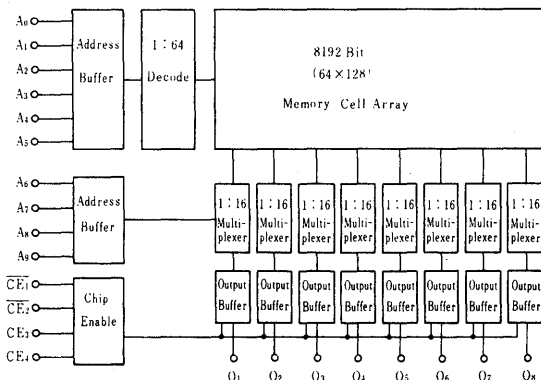 A0
A1
A2
A3
A4
A5
Address
Buffer
1:64
Decode
8192 Bit
(64×128)
Memory Cell Array
A6
A7
A8
A9
Address
Buffer
1:16
Multi-
plexer
1:16
Multi-
plexer
1:16
Multi-
plexer
1:16
Multi-
plexer
1:16
Multi-
plexer
1:16
Multi-
plexer
1:16
Multi-
plexer
1:16
Multi-
plexer
CE1
CE2
CE3
CE4
Chip
Enable
Output
Buffer
Output
Buffer
Output
Buffer
Output
Buffer
Output
Buffer
Output
Buffer
Output
Buffer
Output
Buffer
O1
O2
O3
O4
O5
O6
O7
O8